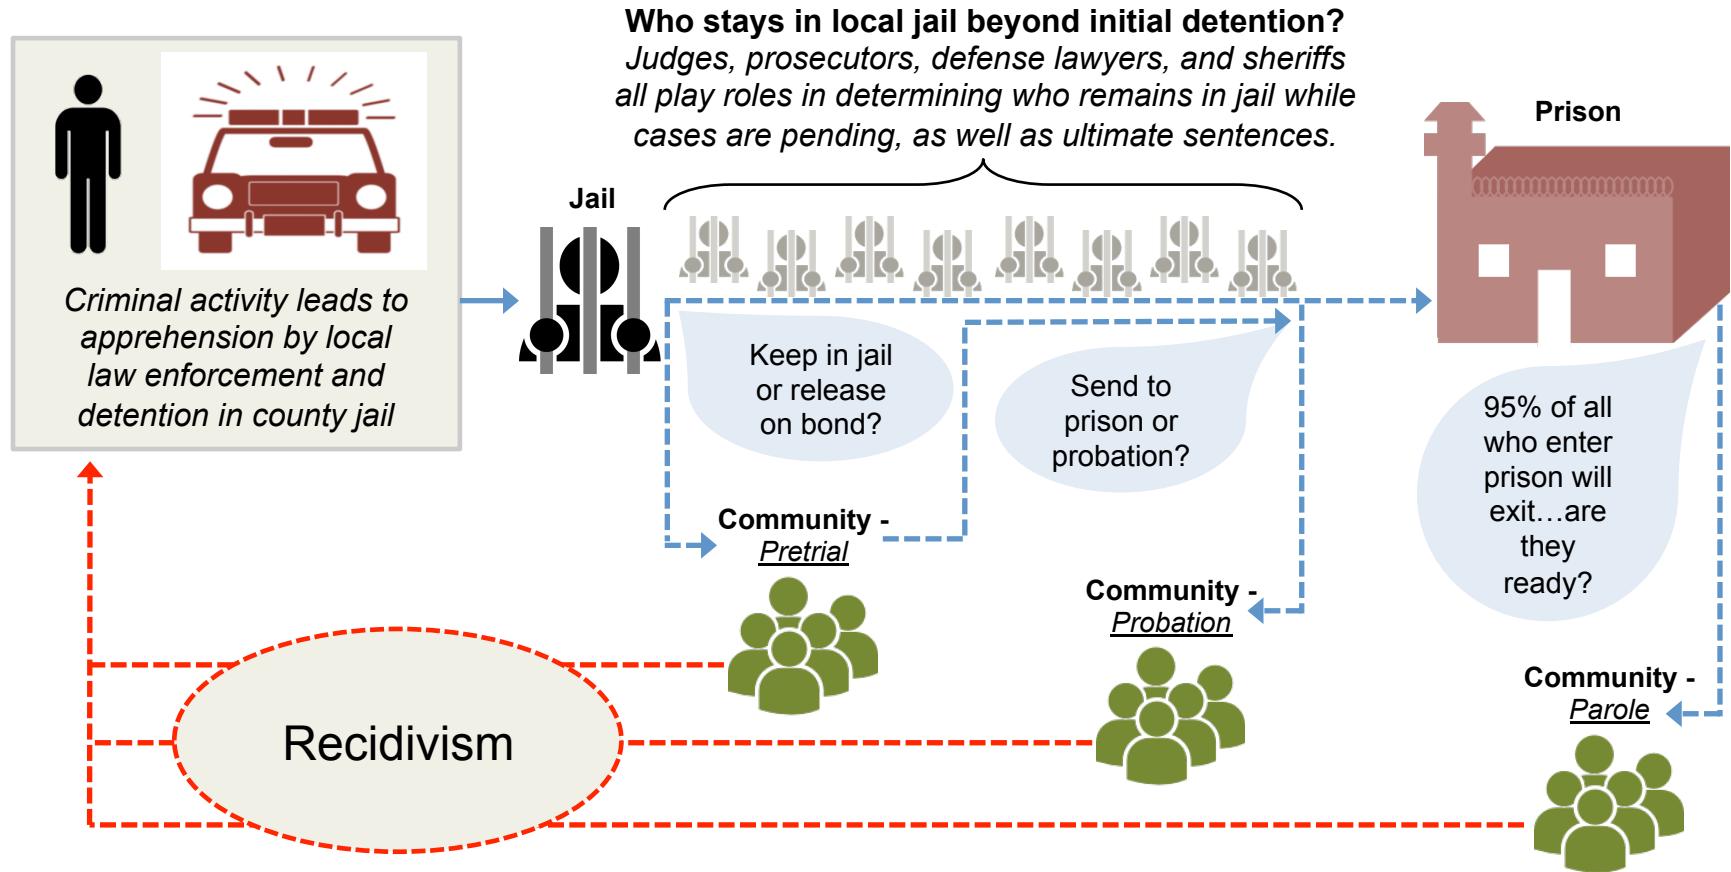 Who stays in local jail beyond initial detention?
Judges, prosecutors, defense lawyers, and sheriffs
all play roles in determining who remains in jail while
cases are pending, as well as ultimate sentences.
Criminal activity leads to
apprehension by local
law enforcement and
detention in county jail
Jail
Prison
Keep in jail
or release
on bond?
Send to
prison or
probation?
95% of all
who enter
prison will
exit…are
they
ready?
Community -
Pretrial
Community -
Probation
Community -
Parole
Recidivism